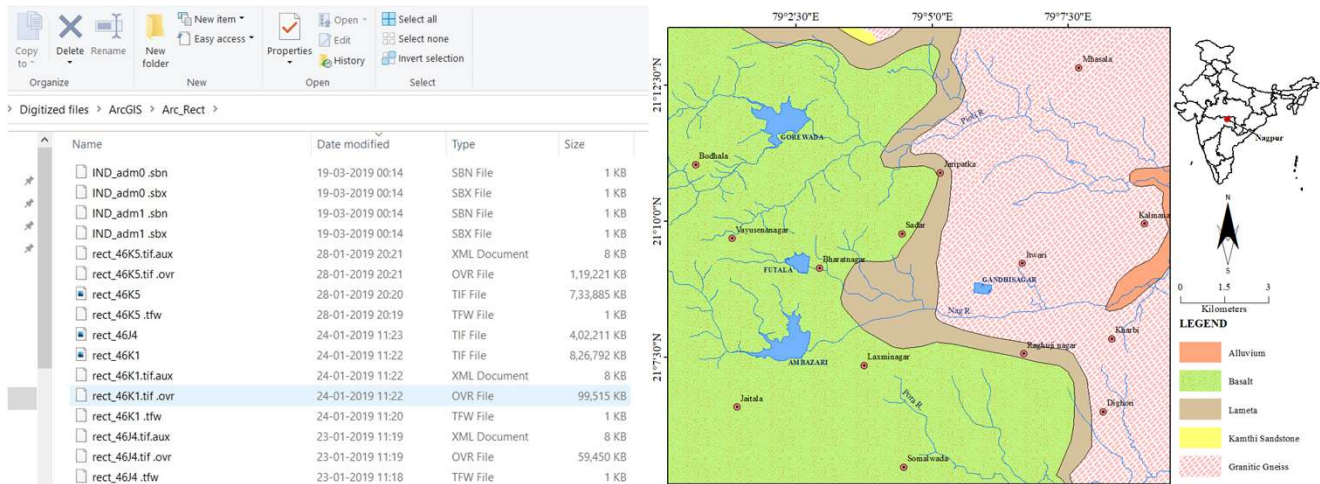 Copy to
Delete
Rename
New folder
New item
Easy access
Properties
Open
Edit
History
Select all
Select none
Invert selection
Organize
New
Open
Select
Digitized files > ArcGIS > Arc_Rect >
Name Date modified Type Size
IND_adm0 .sbn 19-03-2019 00:14 SBN File 1 KB
IND_adm0 .sbx 19-03-2019 00:14 SBX File 1 KB
IND_adm1 .sbn 19-03-2019 00:14 SBN File 1 KB
IND_adm1 .sbx 19-03-2019 00:14 SBX File 1 KB
rect_46K5.tif.aux 28-01-2019 20:21 XML Document 8 KB
rect_46K5.tif .ovr 28-01-2019 20:21 OVR File 1,19,221 KB
rect_46K5 28-01-2019 20:20 TIF File 7,33,885 KB
rect_46K5 .tfw 28-01-2019 20:19 TFW File 1 KB
rect_46J4 24-01-2019 11:23 TIF File 4,02,211 KB
rect_46K1 24-01-2019 11:22 TIF File 8,26,792 KB
rect_46K1.tif.aux 24-01-2019 11:22 XML Document 8 KB
rect_46K1.tif .ovr 24-01-2019 11:22 OVR File 99,515 KB
rect_46K1 .tfw 24-01-2019 11:20 TFW File 1 KB
rect_46J4.tif.aux 23-01-2019 11:19 XML Document 8 KB
rect_46J4.tif .ovr 23-01-2019 11:19 OVR File 59,450 KB
rect_46J4 .tfw 23-01-2019 11:18 TFW File 1 KB
79°2'30"E 79°5'0"E 79°7'30"E
21°12'30"N
21°10'0"N
21°7'30"N
Mhasala
Pioli R.
GOREWADA
Bodhala
Jaripatka
Kalmana
Vayusenanagar
Sadar
Bharatnagar
Itwari
FUTALA
GANDHISAGAR
Nag R.
Kharbi
Raghuji nagar
AMBAZARI
Laxminagar
Jaitala
Pora R.
Dighori
Somalwada
Nagpur
N
W
E
S
0 1.5 3
Kilometers
LEGEND
Alluvium
Basalt
Lameta
Kamthi Sandstone
Granitic Gneiss